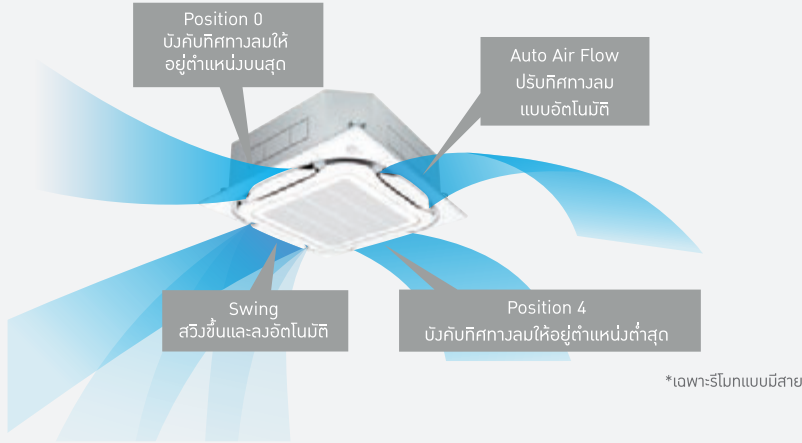 Position 0
บังคับทิศทางลมให้
อยู่ตำแหน่งบนสุด
Auto Air Flow
ปรับทิศทางลม
แบบอัตโนมัติ
Swing
สวิงขึ้นและลงอัตโนมัติ
Position 4
บังคับทิศทางลมให้อยู่ตำแหน่งต่ำสุด
*เฉพาะรีโมทแบบมีสาย